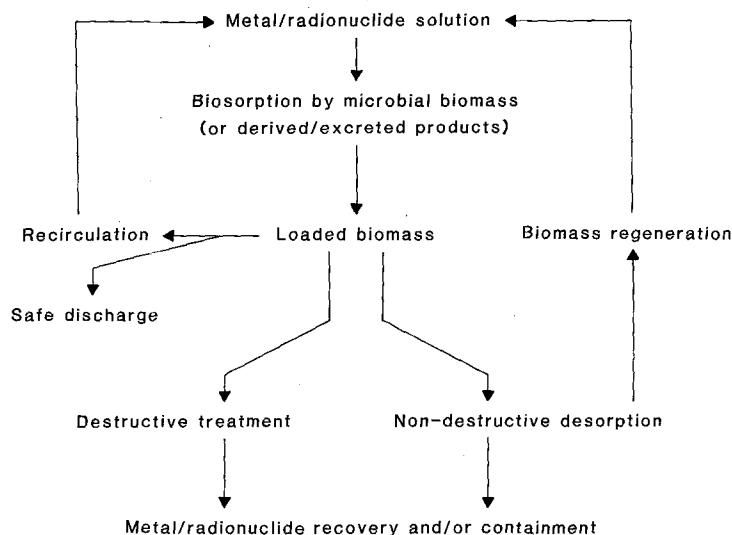 Metal/radionuclide solution
Biosorption by microbial biomass
(or derived/excreted products)
Recirculation
Loaded biomass
Biomass regeneration
Safe discharge
Destructive treatment
Non-destructive desorption
Metal/radionuclide recovery and/or containment